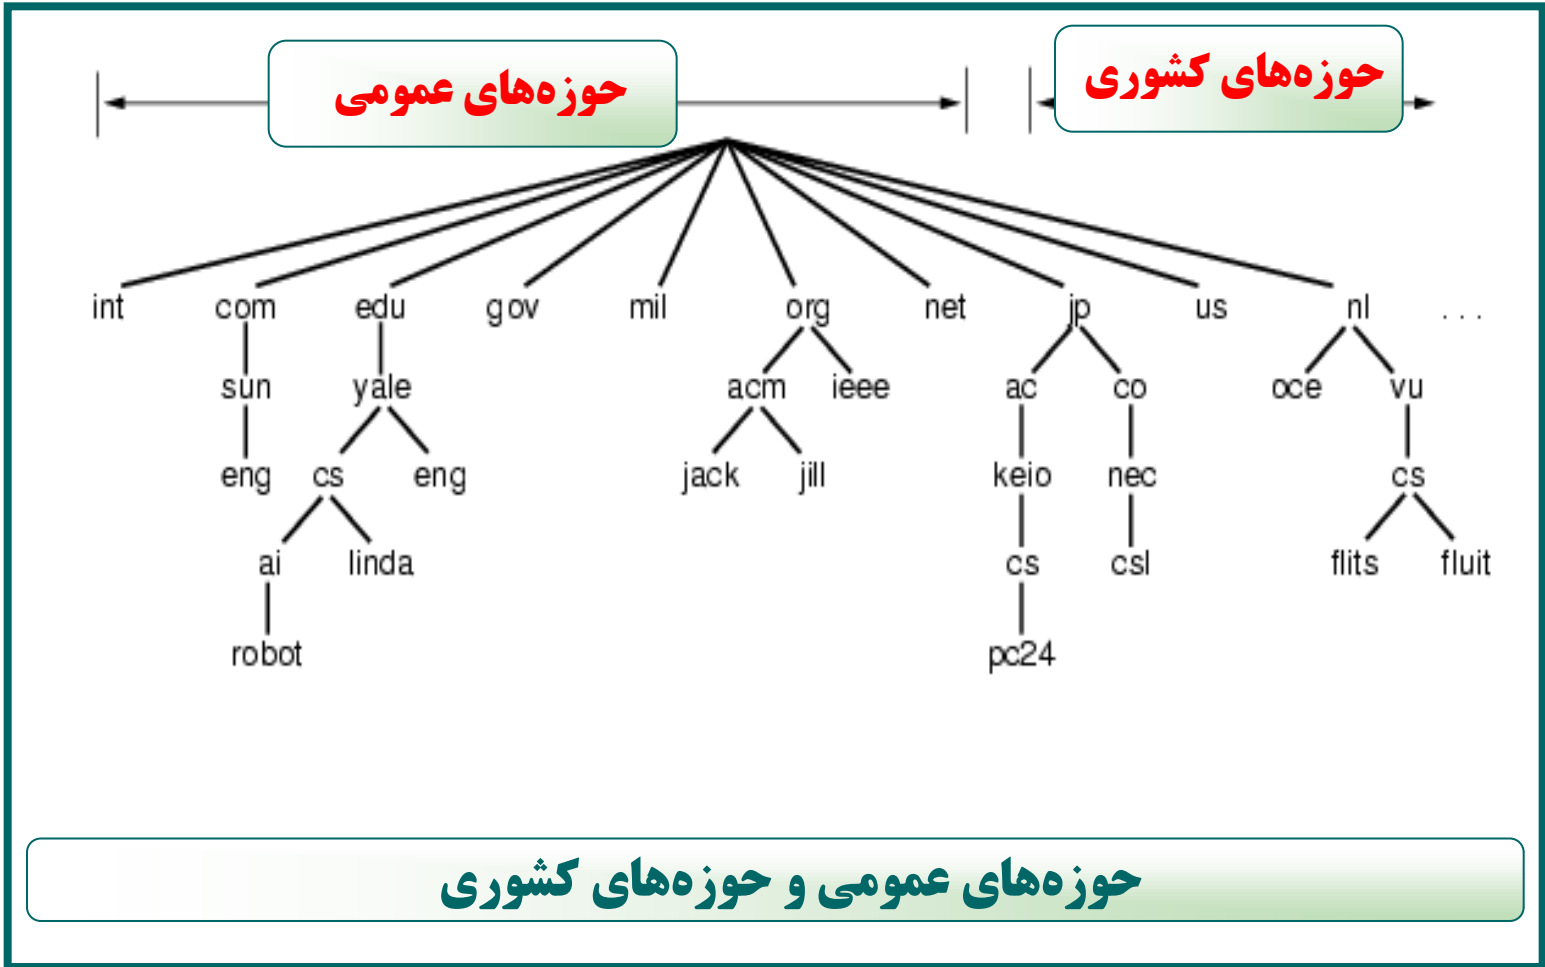 حوزه‌های عمومی
حوزه‌های کشوری
int com edu gov mil org net jp us nl ...
sun yale acm ieee ac co oce vu
eng cs eng jack jill keio nec cs
ai linda cs csl flits fluit
robot pc24
حوزه‌های عمومی و حوزه‌های کشوری